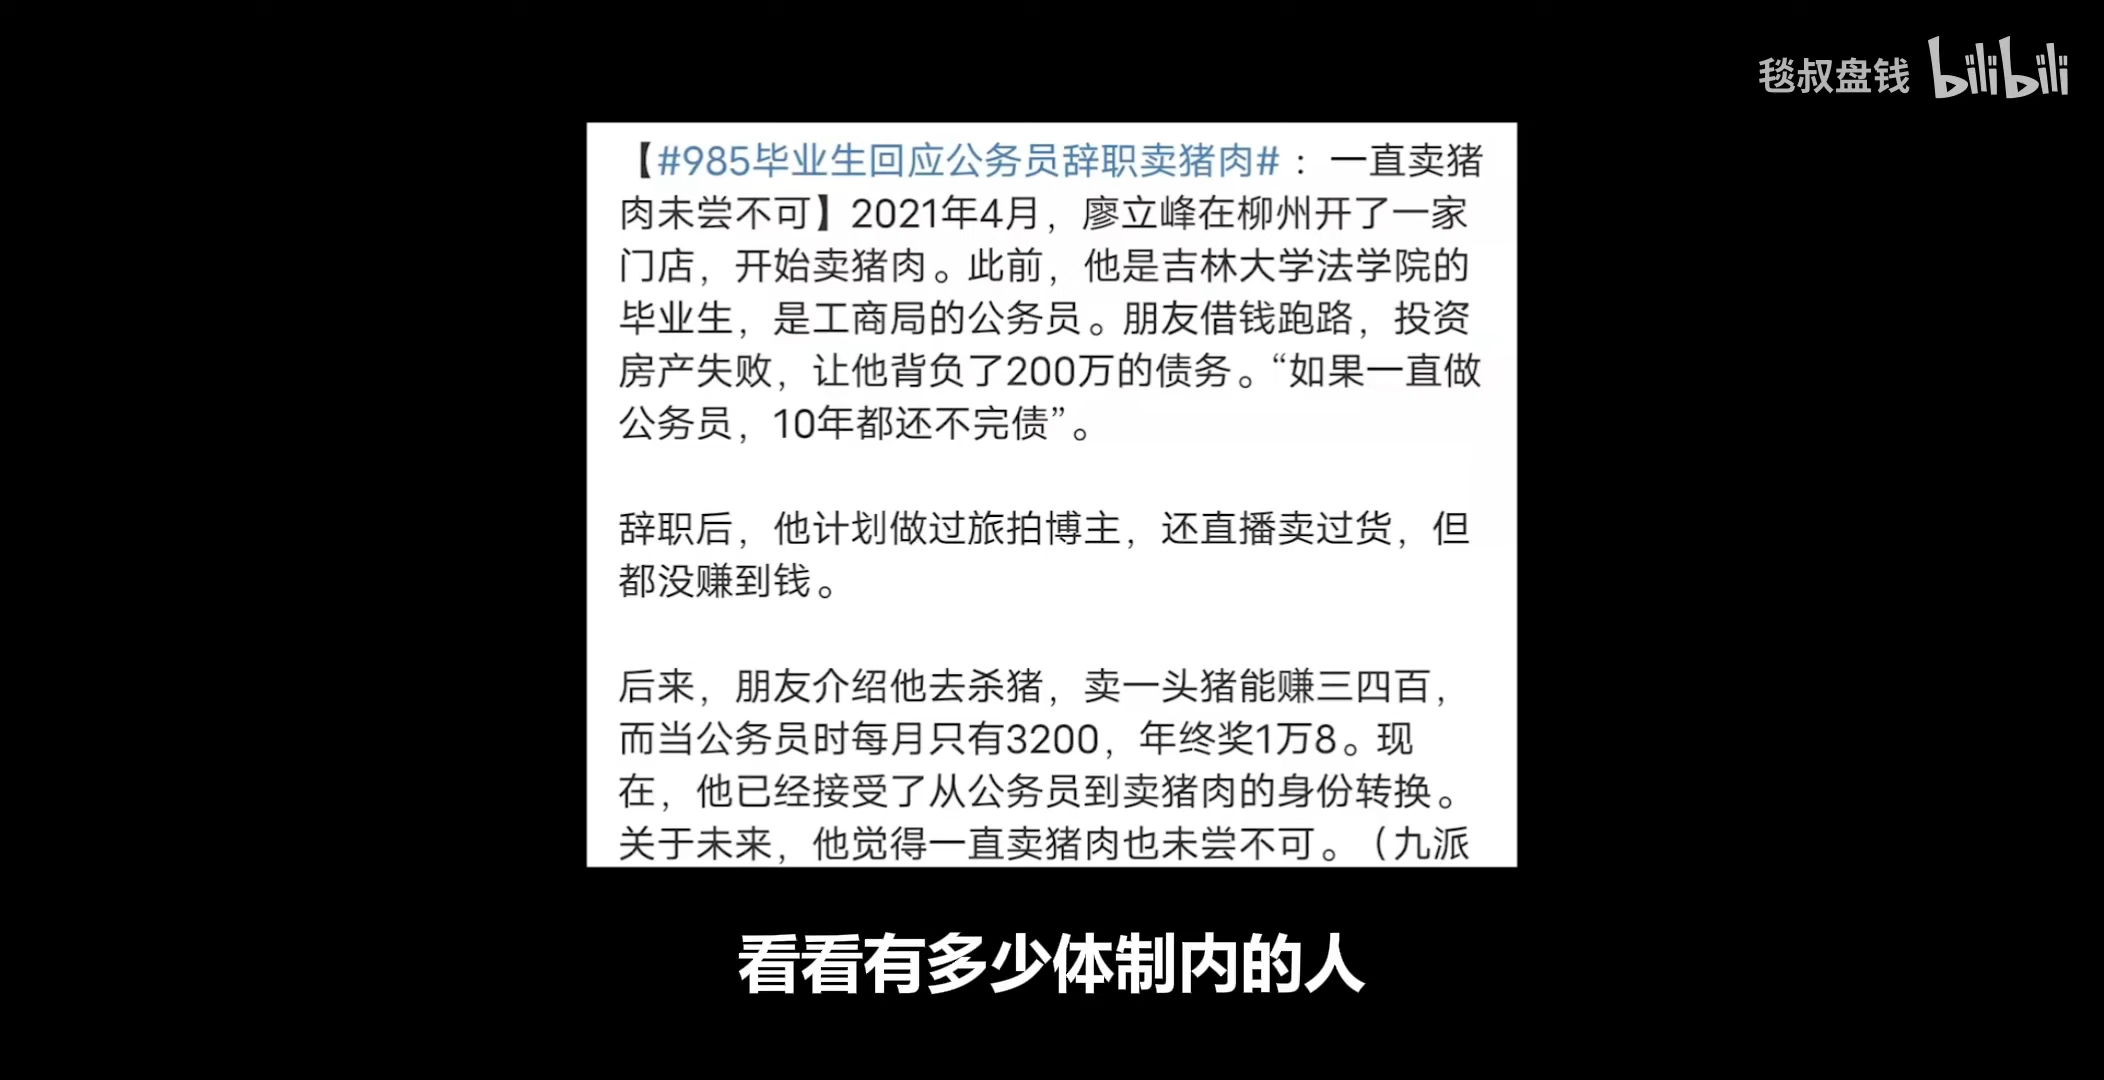 毯叔盘钱 bilibili
【#985毕业生回应公务员辞职卖猪肉#：一直卖猪
肉未尝不可】2021年4月，廖立峰在柳州开了一家
门店，开始卖猪肉。此前，他是吉林大学法学院的
毕业生，是工商局的公务员。朋友借钱跑路，投资
房产失败，让他背负了200万的债务。“如果一直做
公务员，10年都还不完债”。
辞职后，他计划做过旅拍博主，还直播卖过货，但
都没赚到钱。
后来，朋友介绍他去杀猪，卖一头猪能赚三四百，
而当公务员时每月只有3200，年终奖1万8。现
在，他已经接受了从公务员到卖猪肉的身份转换。
关于未来，他觉得一直卖猪肉也未尝不可。（九派
看看有多少体制内的人